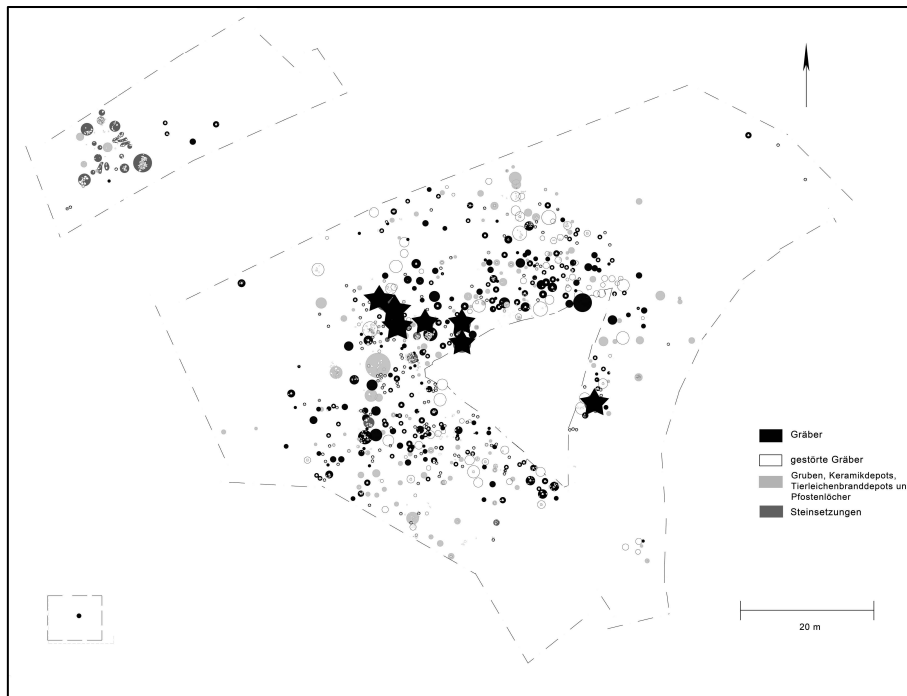 Gräber
gestörte Gräber
Gruben, Keramikdepots,
Tierleichenbranddepots un
Pfostenlöcher
Steinsetzungen
20 m